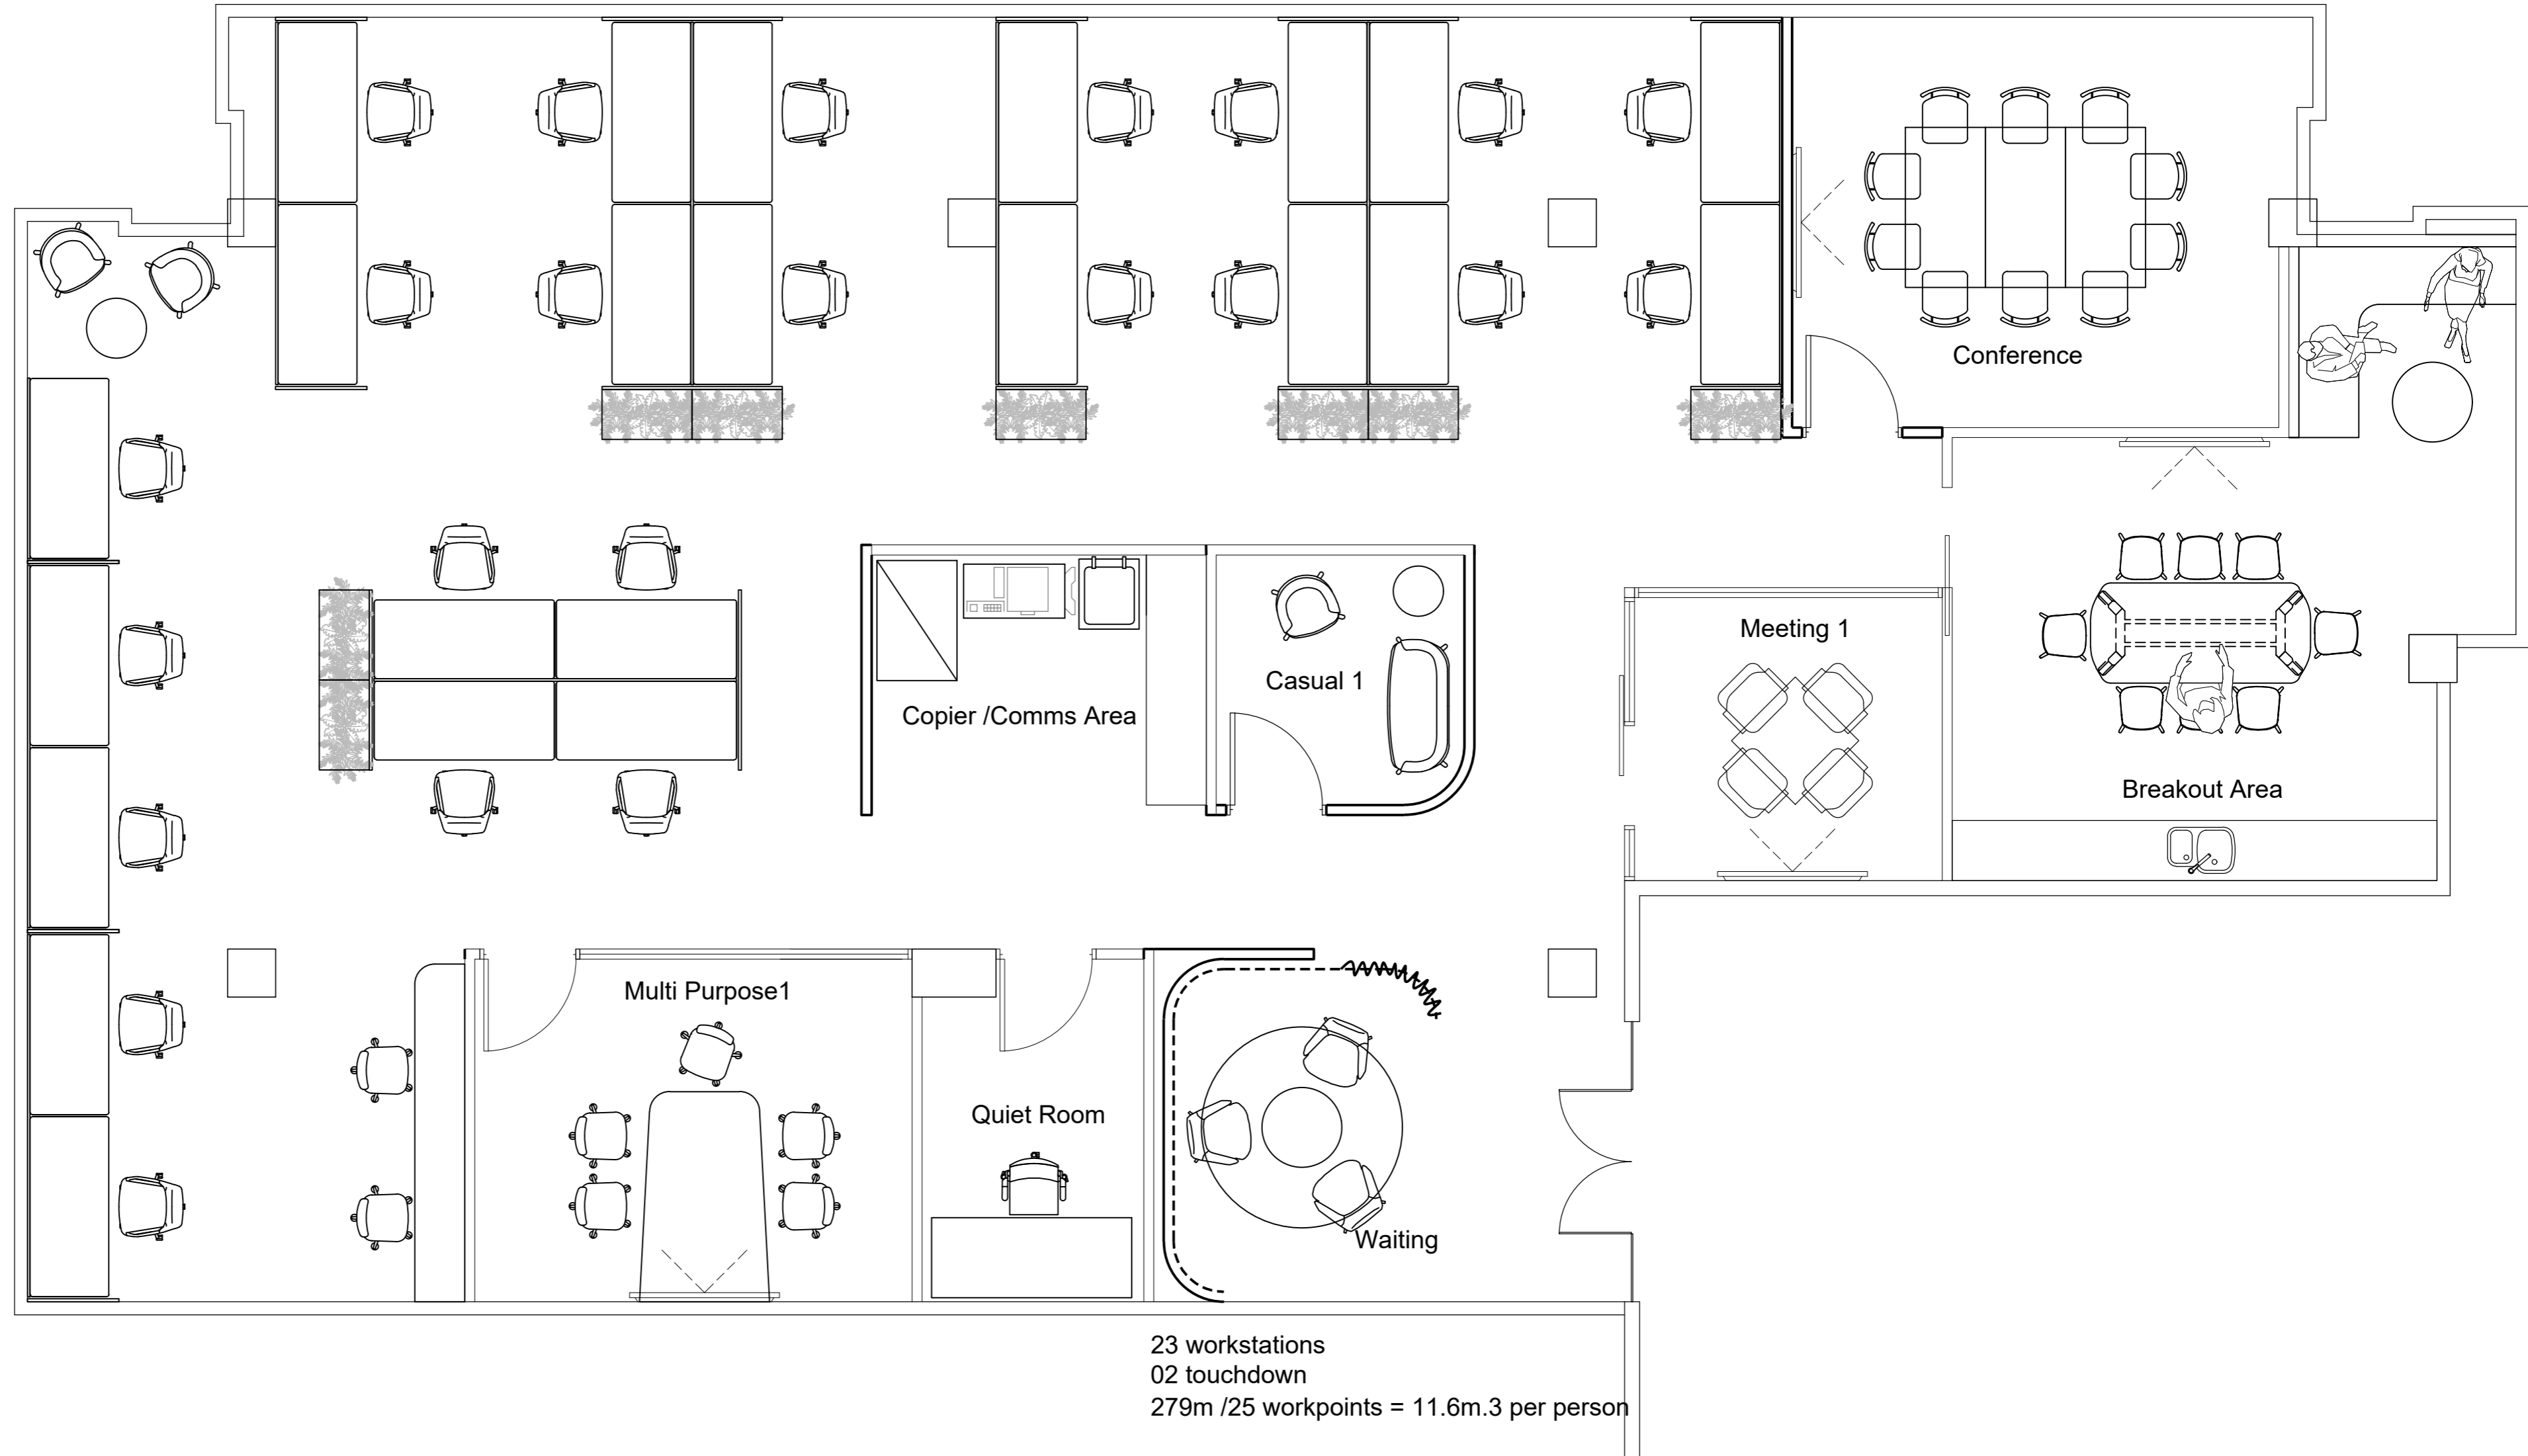 Conference
Meeting 1
Casual 1
Copier /Comms Area
Breakout Area
Multi Purpose1
Quiet Room
Waiting
23 workstations
02 touchdown
279m /25 workpoints = 11.6m.3 per person